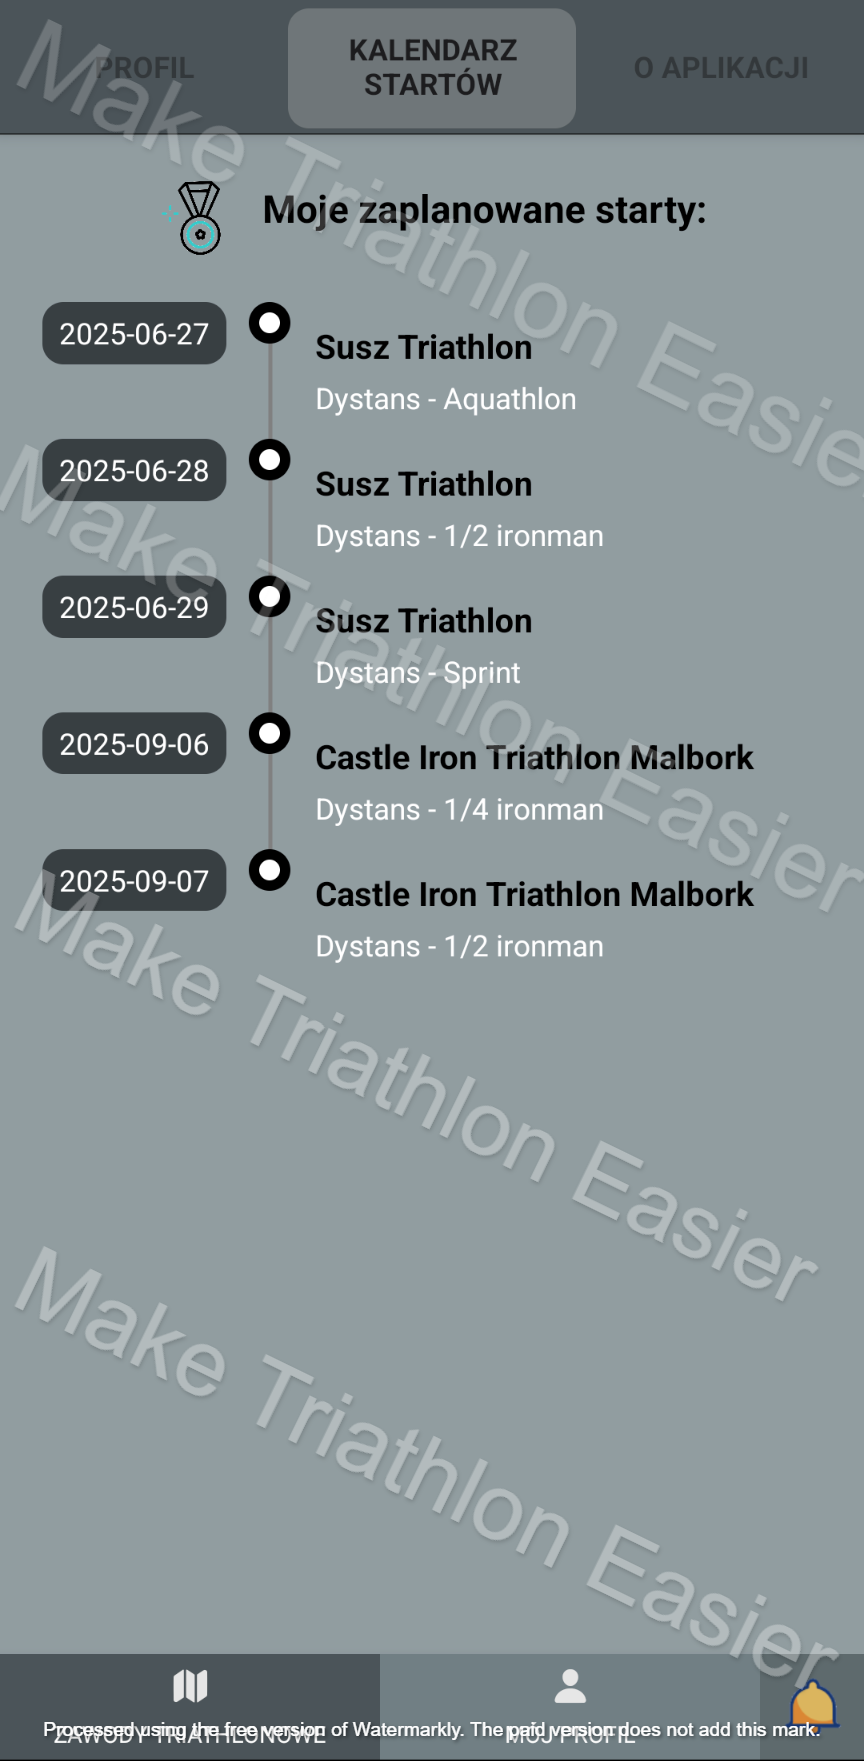 PROFIL
KALENDARZ
STARTÓW
O APLIKACJI
Moje zaplanowane starty:
2025-06-27
Susz Triathlon
Dystans - Aquathlon
2025-06-28
Susz Triathlon
Dystans - 1/2 ironman
2025-06-29
Susz Triathlon
Dystans - Sprint
2025-09-06
Castle Iron Triathlon Malbork
Dystans - 1/4 ironman
2025-09-07
Castle Iron Triathlon Malbork
Dystans - 1/2 ironman
Make Triathlon Easier
Make Triathlon Easier
Make Triathlon Easier
Make Triathlon Easier
ZAWODY TRIATHLONOWE
MÓJ PROFIL
Processed using the free version of Watermarkly. The paid version does not add this mark.